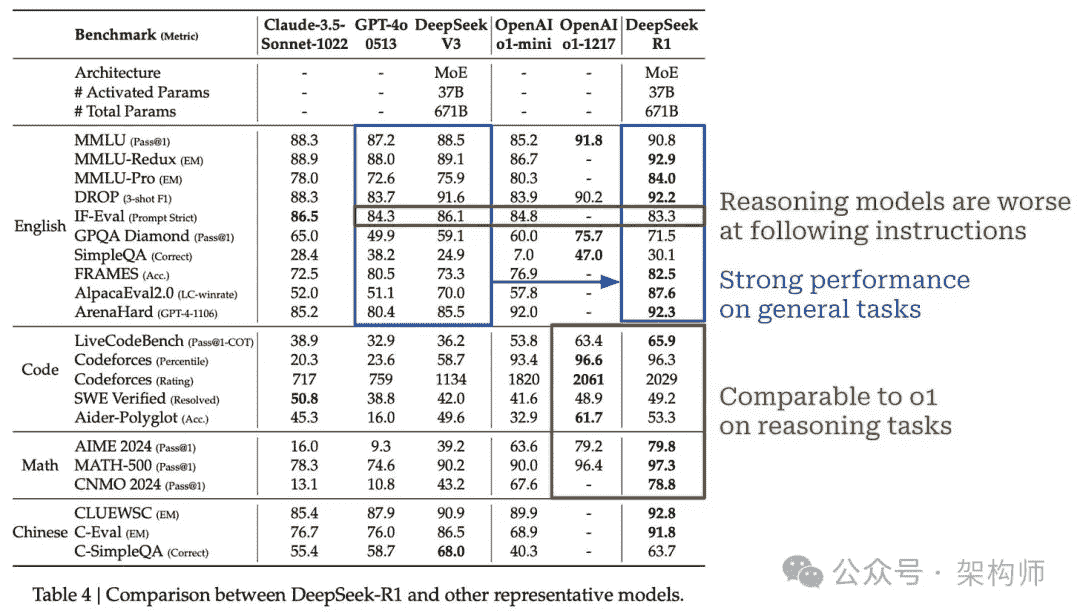 Benchmark (Metric) Claude-3.5-Sonnet-1022 GPT-4o 0513 DeepSeek V3 OpenAI o1-mini OpenAI o1-1217 DeepSeek R1
Architecture - - MoE - - MoE
# Activated Params - - 37B - - 37B
# Total Params - - 671B - - 671B
English
MMLU (Pass@1) 88.3 87.2 88.5 85.2 91.8 90.8
MMLU-Redux (EM) 88.9 88.0 89.1 86.7 - 92.9
MMLU-Pro (EM) 78.0 72.6 75.9 80.3 - 84.0
DROP (3-shot F1) 88.3 83.7 91.6 83.9 90.2 92.2
IF-Eval (Prompt Strict) 86.5 84.3 86.1 84.8 - 83.3
GPQA Diamond (Pass@1) 65.0 49.9 59.1 60.0 75.7 71.5
SimpleQA (Correct) 28.4 38.2 24.9 7.0 47.0 30.1
FRAMES (Acc.) 72.5 80.5 73.3 76.9 - 82.5
AlpacaEval2.0 (LC-winrate) 52.0 51.1 70.0 57.8 - 87.6
ArenaHard (GPT-4-1106) 85.2 80.4 85.5 92.0 - 92.3
Code
LiveCodeBench (Pass@1-COT) 38.9 32.9 36.2 53.8 63.4 65.9
Codeforces (Percentile) 20.3 23.6 58.7 93.4 96.6 96.3
Codeforces (Rating) 717 759 1134 1820 2061 2029
SWE Verified (Resolved) 50.8 38.8 42.0 41.6 48.9 49.2
Aider-Polyglot (Acc.) 45.3 16.0 49.6 32.9 61.7 53.3
Math
AIME 2024 (Pass@1) 16.0 9.3 39.2 63.6 79.2 79.8
MATH-500 (Pass@1) 78.3 74.6 90.2 90.0 96.4 97.3
CNMO 2024 (Pass@1) 13.1 10.8 43.2 67.6 - 78.8
Chinese
CLUEWSC (EM) 85.4 87.9 90.9 89.9 - 92.8
C-Eval (EM) 76.7 76.0 86.5 68.9 - 91.8
C-SimpleQA (Correct) 55.4 58.7 68.0 40.3 - 63.7
Reasoning models are worse
at following instructions
Strong performance
on general tasks
Comparable to o1
on reasoning tasks
公众号 · 架构师
Table 4 | Comparison between DeepSeek-R1 and other representative models.